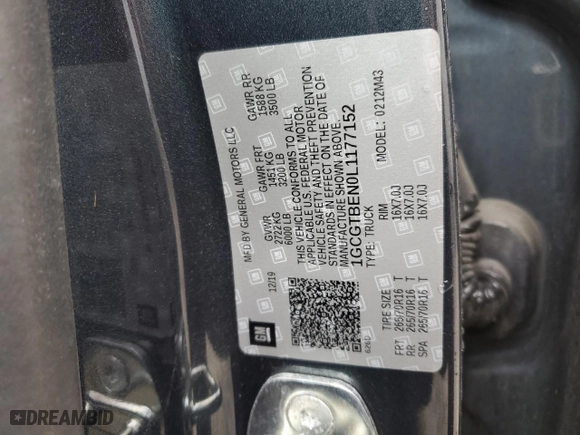 MFD BY GENERAL MOTORS LLC
12/19
GVWR
2722 KG
6000 LB
GAWR FRT
1451 KG
3200 LB
GAWR RR
1588 KG
3500 LB
THIS VEHICLE CONFORMS TO ALL
APPLICABLE U.S. FEDERAL MOTOR
VEHICLE SAFETY AND THEFT PREVENTION
STANDARDS IN EFFECT ON THE DATE OF
MANUFACTURE SHOWN ABOVE.
1GCGTBEN0L1177152
TYPE: TRUCK
MODEL: 0212M43
TIRE SIZE RIM
FRT 265/70R16 T 16X7.0J
RR 265/70R16 T 16X7.0J
SPA 265/70R16 T 16X7.0J
GM
DREAMBID